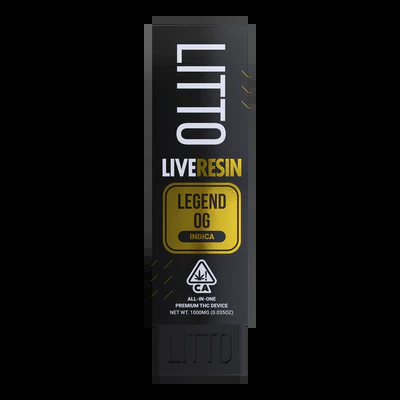 LITTO
LIVERESIN
LEGEND
OG
INDICA
CA
ALL-IN-ONE
PREMIUM THC DEVICE
NET WT. 1000MG (0.035OZ)
LITTO